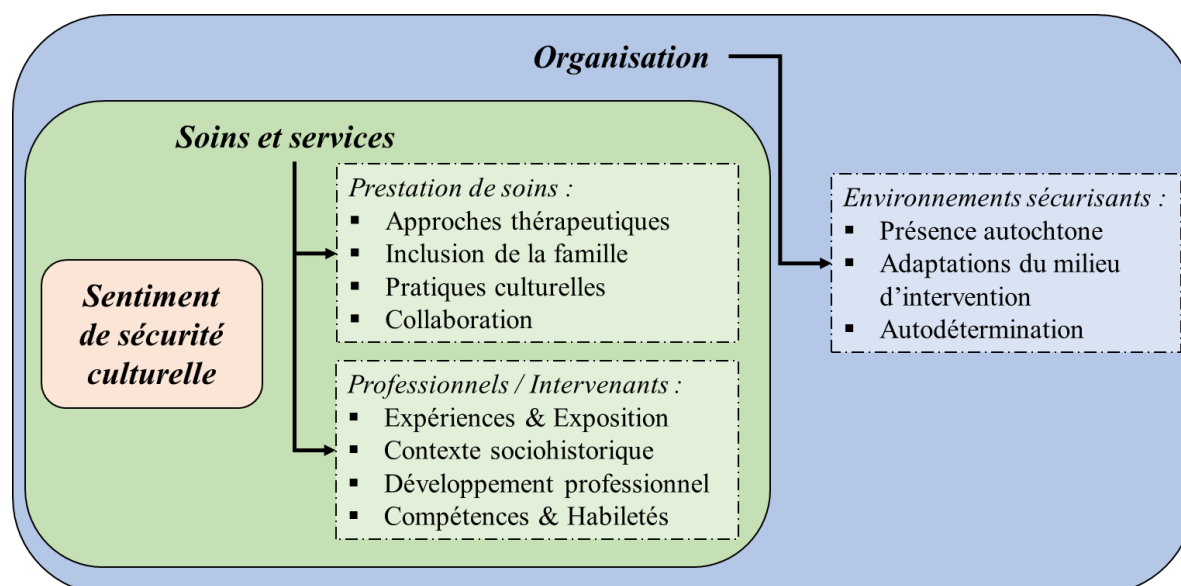 Organisation
Soins et services
Prestation de soins :
▪ Approches thérapeutiques
▪ Inclusion de la famille
▪ Pratiques culturelles
▪ Collaboration
Sentiment
de sécurité
culturelle
Professionnels / Intervenants :
▪ Expériences & Exposition
▪ Contexte sociohistorique
▪ Développement professionnel
▪ Compétences & Habiletés
Environnements sécurisants :
▪ Présence autochtone
▪ Adaptations du milieu
d’intervention
▪ Autodétermination